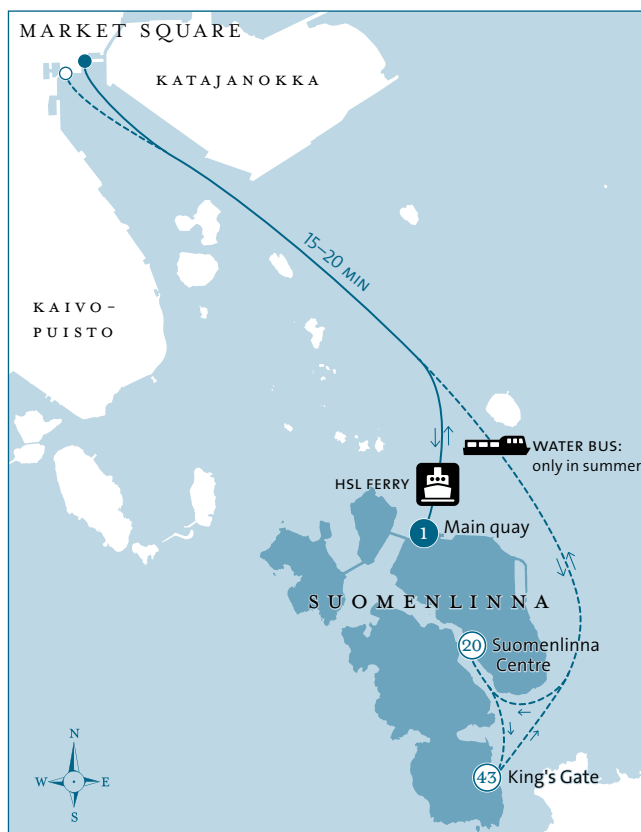 MARKET SQUARE
KATAJANOKKA
15–20 MIN
KAIVO-
PUISTO
WATER BUS:
only in summer
HSL FERRY
1 Main quay
SUOMENLINNA
20 Suomenlinna
Centre
43 King's Gate
N
W E
S